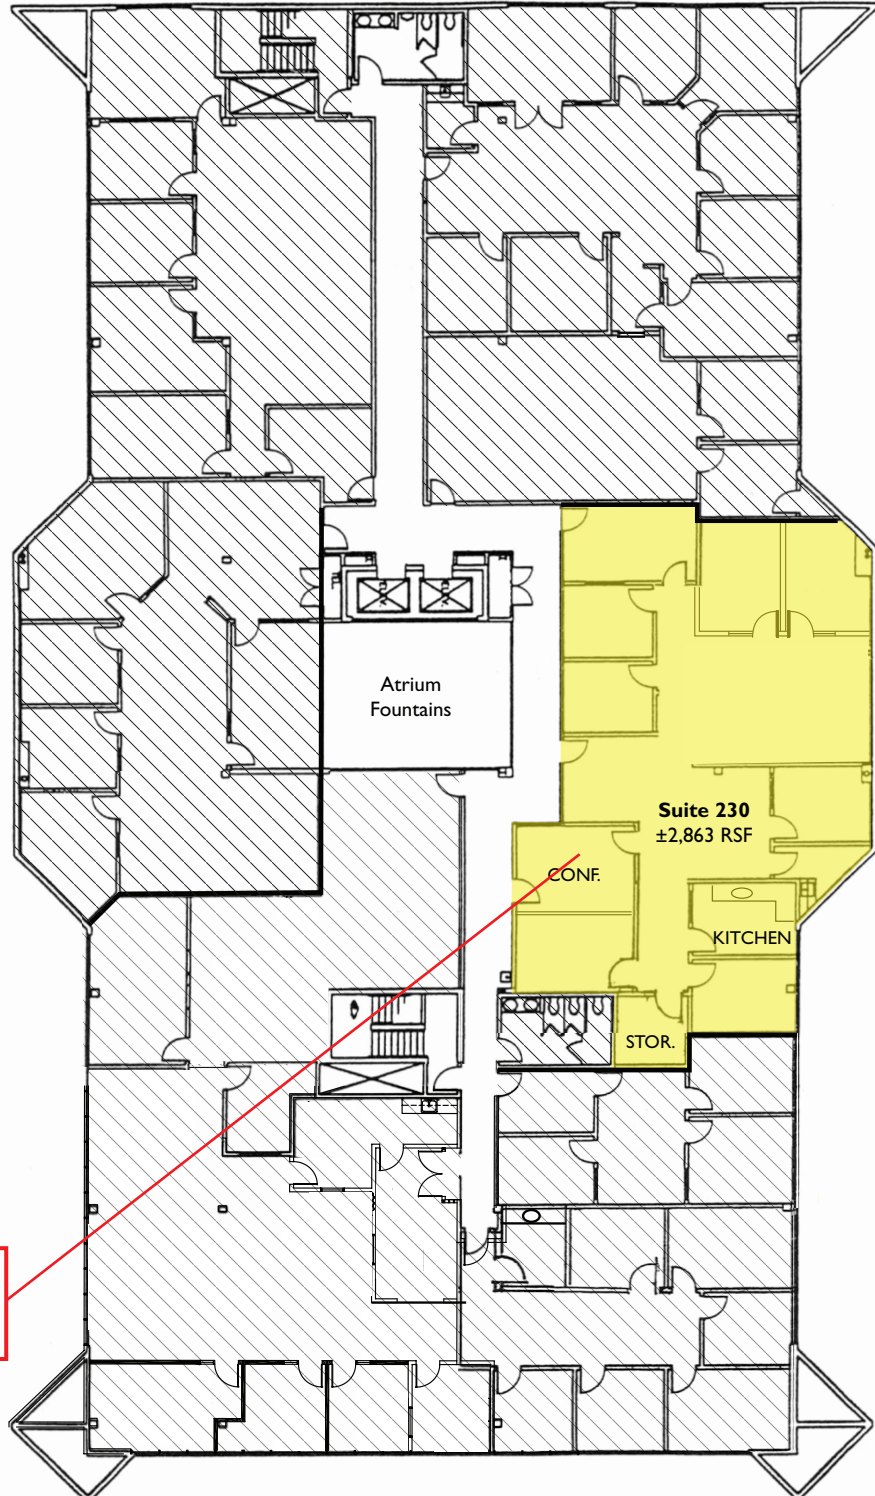 Atrium
Fountains
Suite 230
±2,863 RSF
CONF.
KITCHEN
STOR.